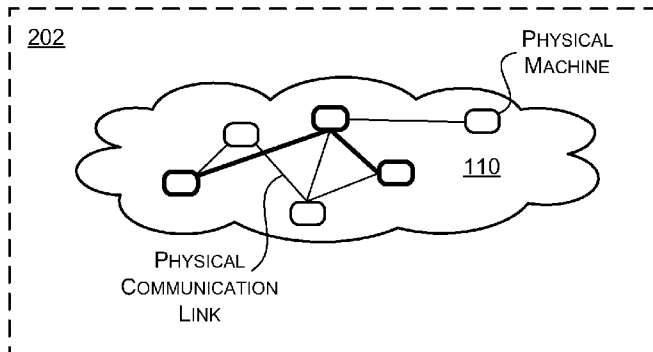 202
PHYSICAL
MACHINE
110
PHYSICAL
COMMUNICATION
LINK